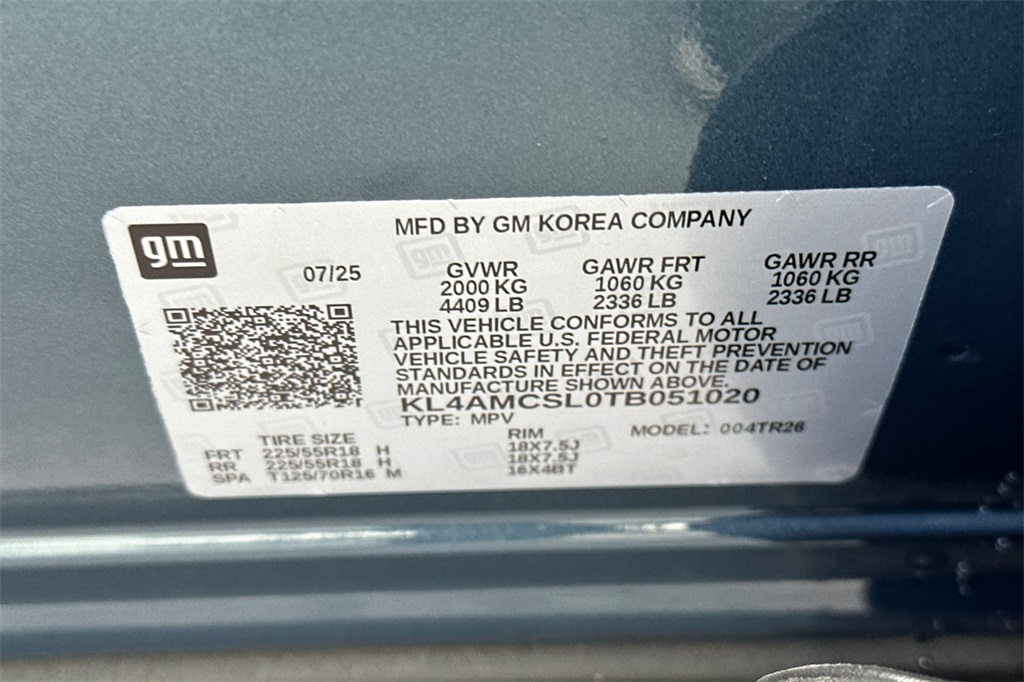 gm
MFD BY GM KOREA COMPANY
07/25
GVWR GAWR FRT GAWR RR
2000 KG 1060 KG 1060 KG
4409 LB 2336 LB 2336 LB
THIS VEHICLE CONFORMS TO ALL
APPLICABLE U.S. FEDERAL MOTOR
VEHICLE SAFETY AND THEFT PREVENTION
STANDARDS IN EFFECT ON THE DATE OF
MANUFACTURE SHOWN ABOVE.
KL4AMCSL0TB051020
TYPE: MPV MODEL: 004TR26
TIRE SIZE RIM
FRT 225/55R18 H 18X7.5J
RR 225/55R18 H 18X7.5J
SPA T125/70R16 M 16X4BT